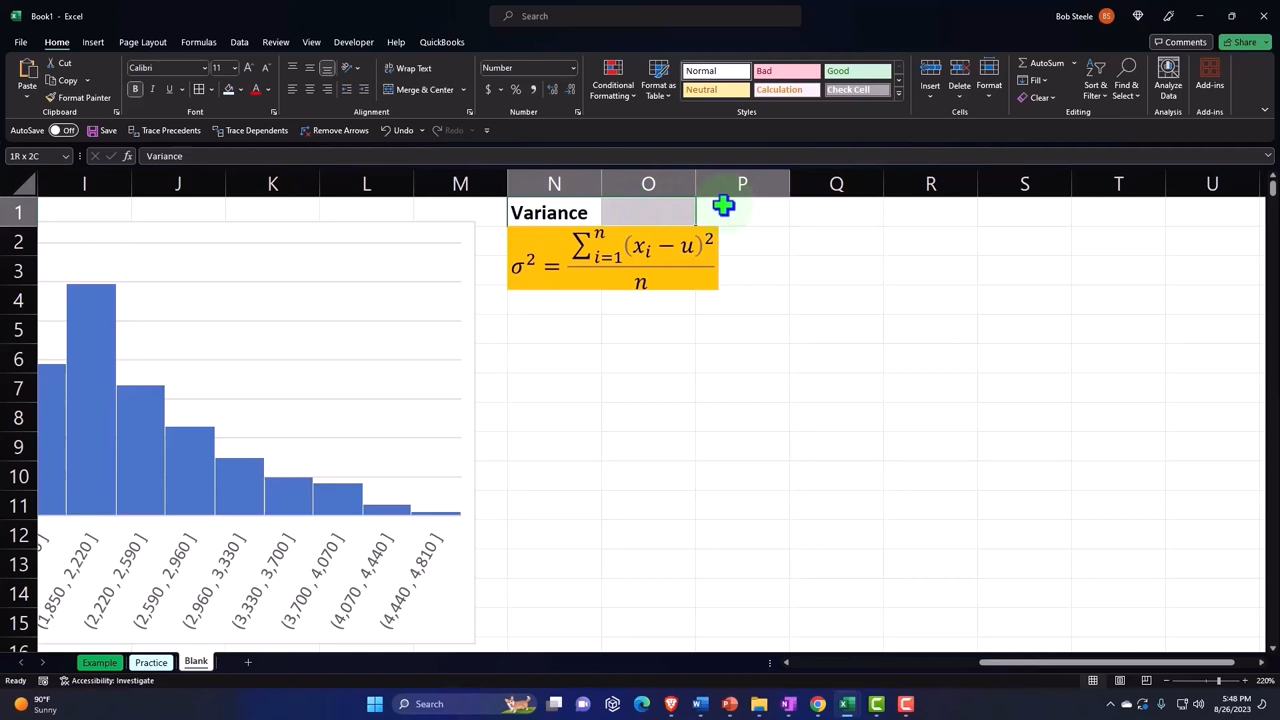 Book1 - Excel
Search
Bob Steele BS
File Home Insert Page Layout Formulas Data Review View Developer Help QuickBooks
Comments Share
Paste Cut Copy Format Painter Clipboard
Calibri 11 B I U Font
Wrap Text Merge & Center Alignment
Number $ % Number
Conditional Formatting Format as Table
Normal Bad Good
Neutral Calculation Check Cell
Styles
Insert Delete Format Cells
AutoSum Fill Clear Sort & Filter Find & Select Editing
Analyze Data Analysis
Add-ins Add-ins
AutoSave Off Save Trace Precedents Trace Dependents Remove Arrows Undo Redo
1R x 2C fx Variance
I J K L M N O P Q R S T U
1 Variance
2
3
σ² = ∑ⁿᵢ₌₁(xᵢ − u)² / n
4
5
6
7
8
9
10
11
12
13
14
15
(1,850 , 2,220 ]
(2,220 , 2,590 ]
(2,590 , 2,960 ]
(2,960 , 3,330 ]
(3,330 , 3,700 ]
(3,700 , 4,070 ]
(4,070 , 4,440 ]
(4,440 , 4,810 ]
Example Practice Blank
Ready Accessibility: Investigate 220%
90°F
Sunny
Search
5:48 PM
8/26/2023